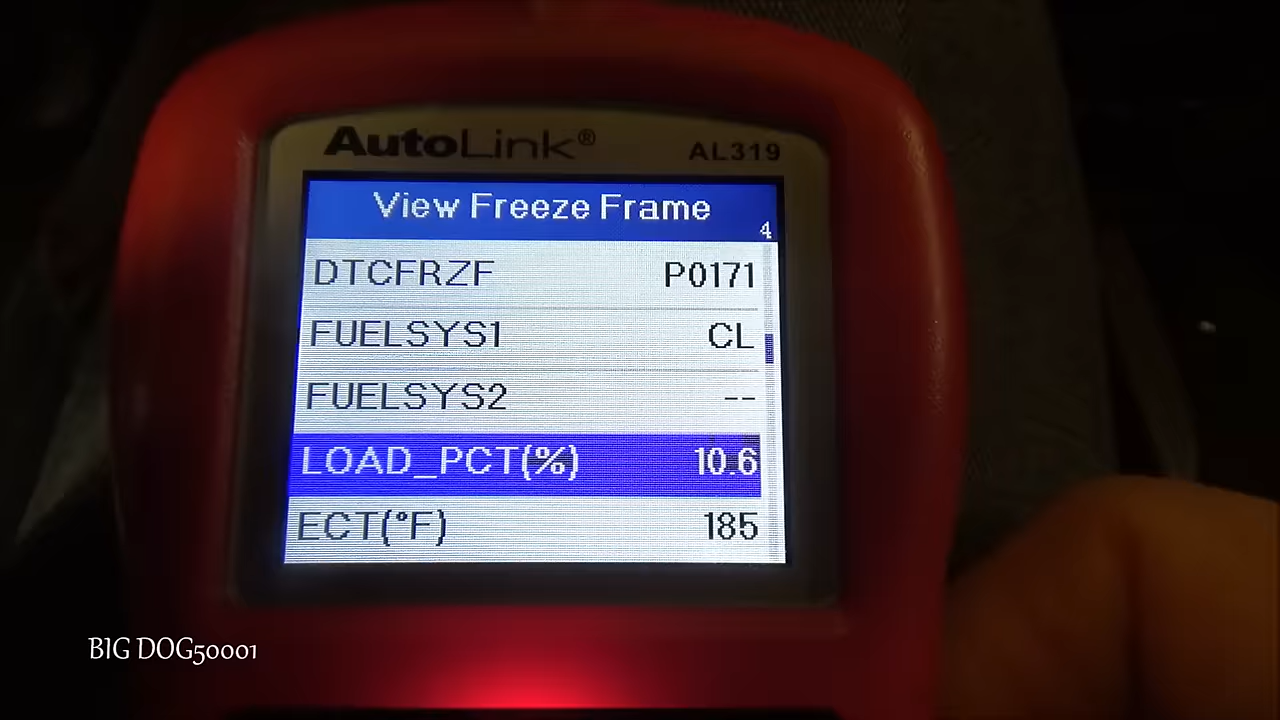 AutoLink® AL319
View Freeze Frame
4
DTCFRZF P0171
FUELSYS1 CL
FUELSYS2 --
LOAD_PCT(%) 10.6
ECT(°F) 185
BIG DOG50001